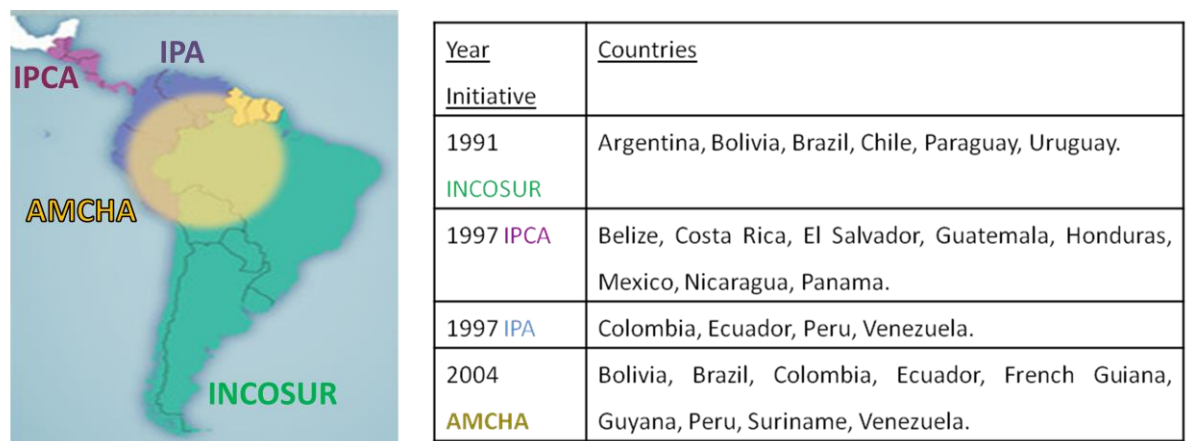 IPA
IPCA
AMCHA
INCOSUR
Year
Initiative
Countries
1991
INCOSUR
Argentina, Bolivia, Brazil, Chile, Paraguay, Uruguay.
1997 IPCA
Belize, Costa Rica, El Salvador, Guatemala, Honduras,
Mexico, Nicaragua, Panama.
1997 IPA
Colombia, Ecuador, Peru, Venezuela.
2004
AMCHA
Bolivia, Brazil, Colombia, Ecuador, French Guiana,
Guyana, Peru, Suriname, Venezuela.